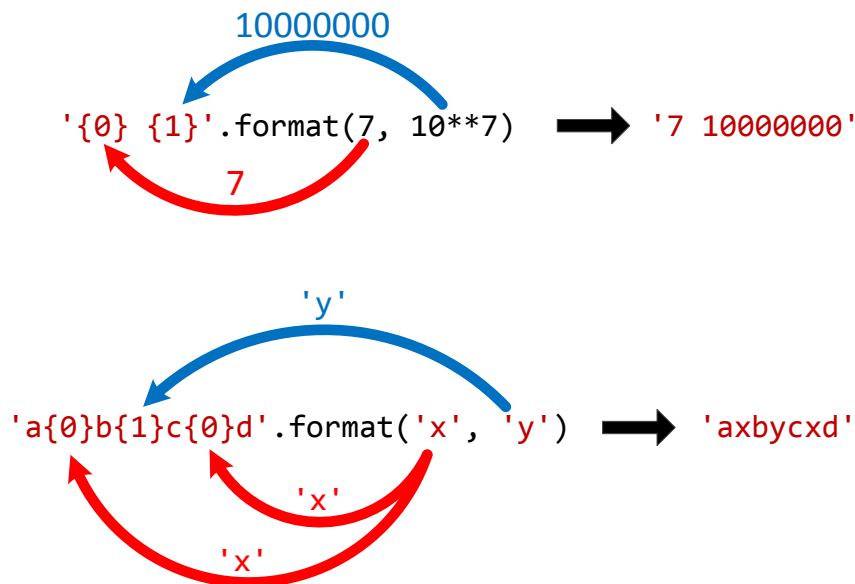 10000000
'{0} {1}'.format(7, 10**7) '7 10000000'
7
'y'
'a{0}b{1}c{0}d'.format('x', 'y') 'axbycxd'
'x'
'x'